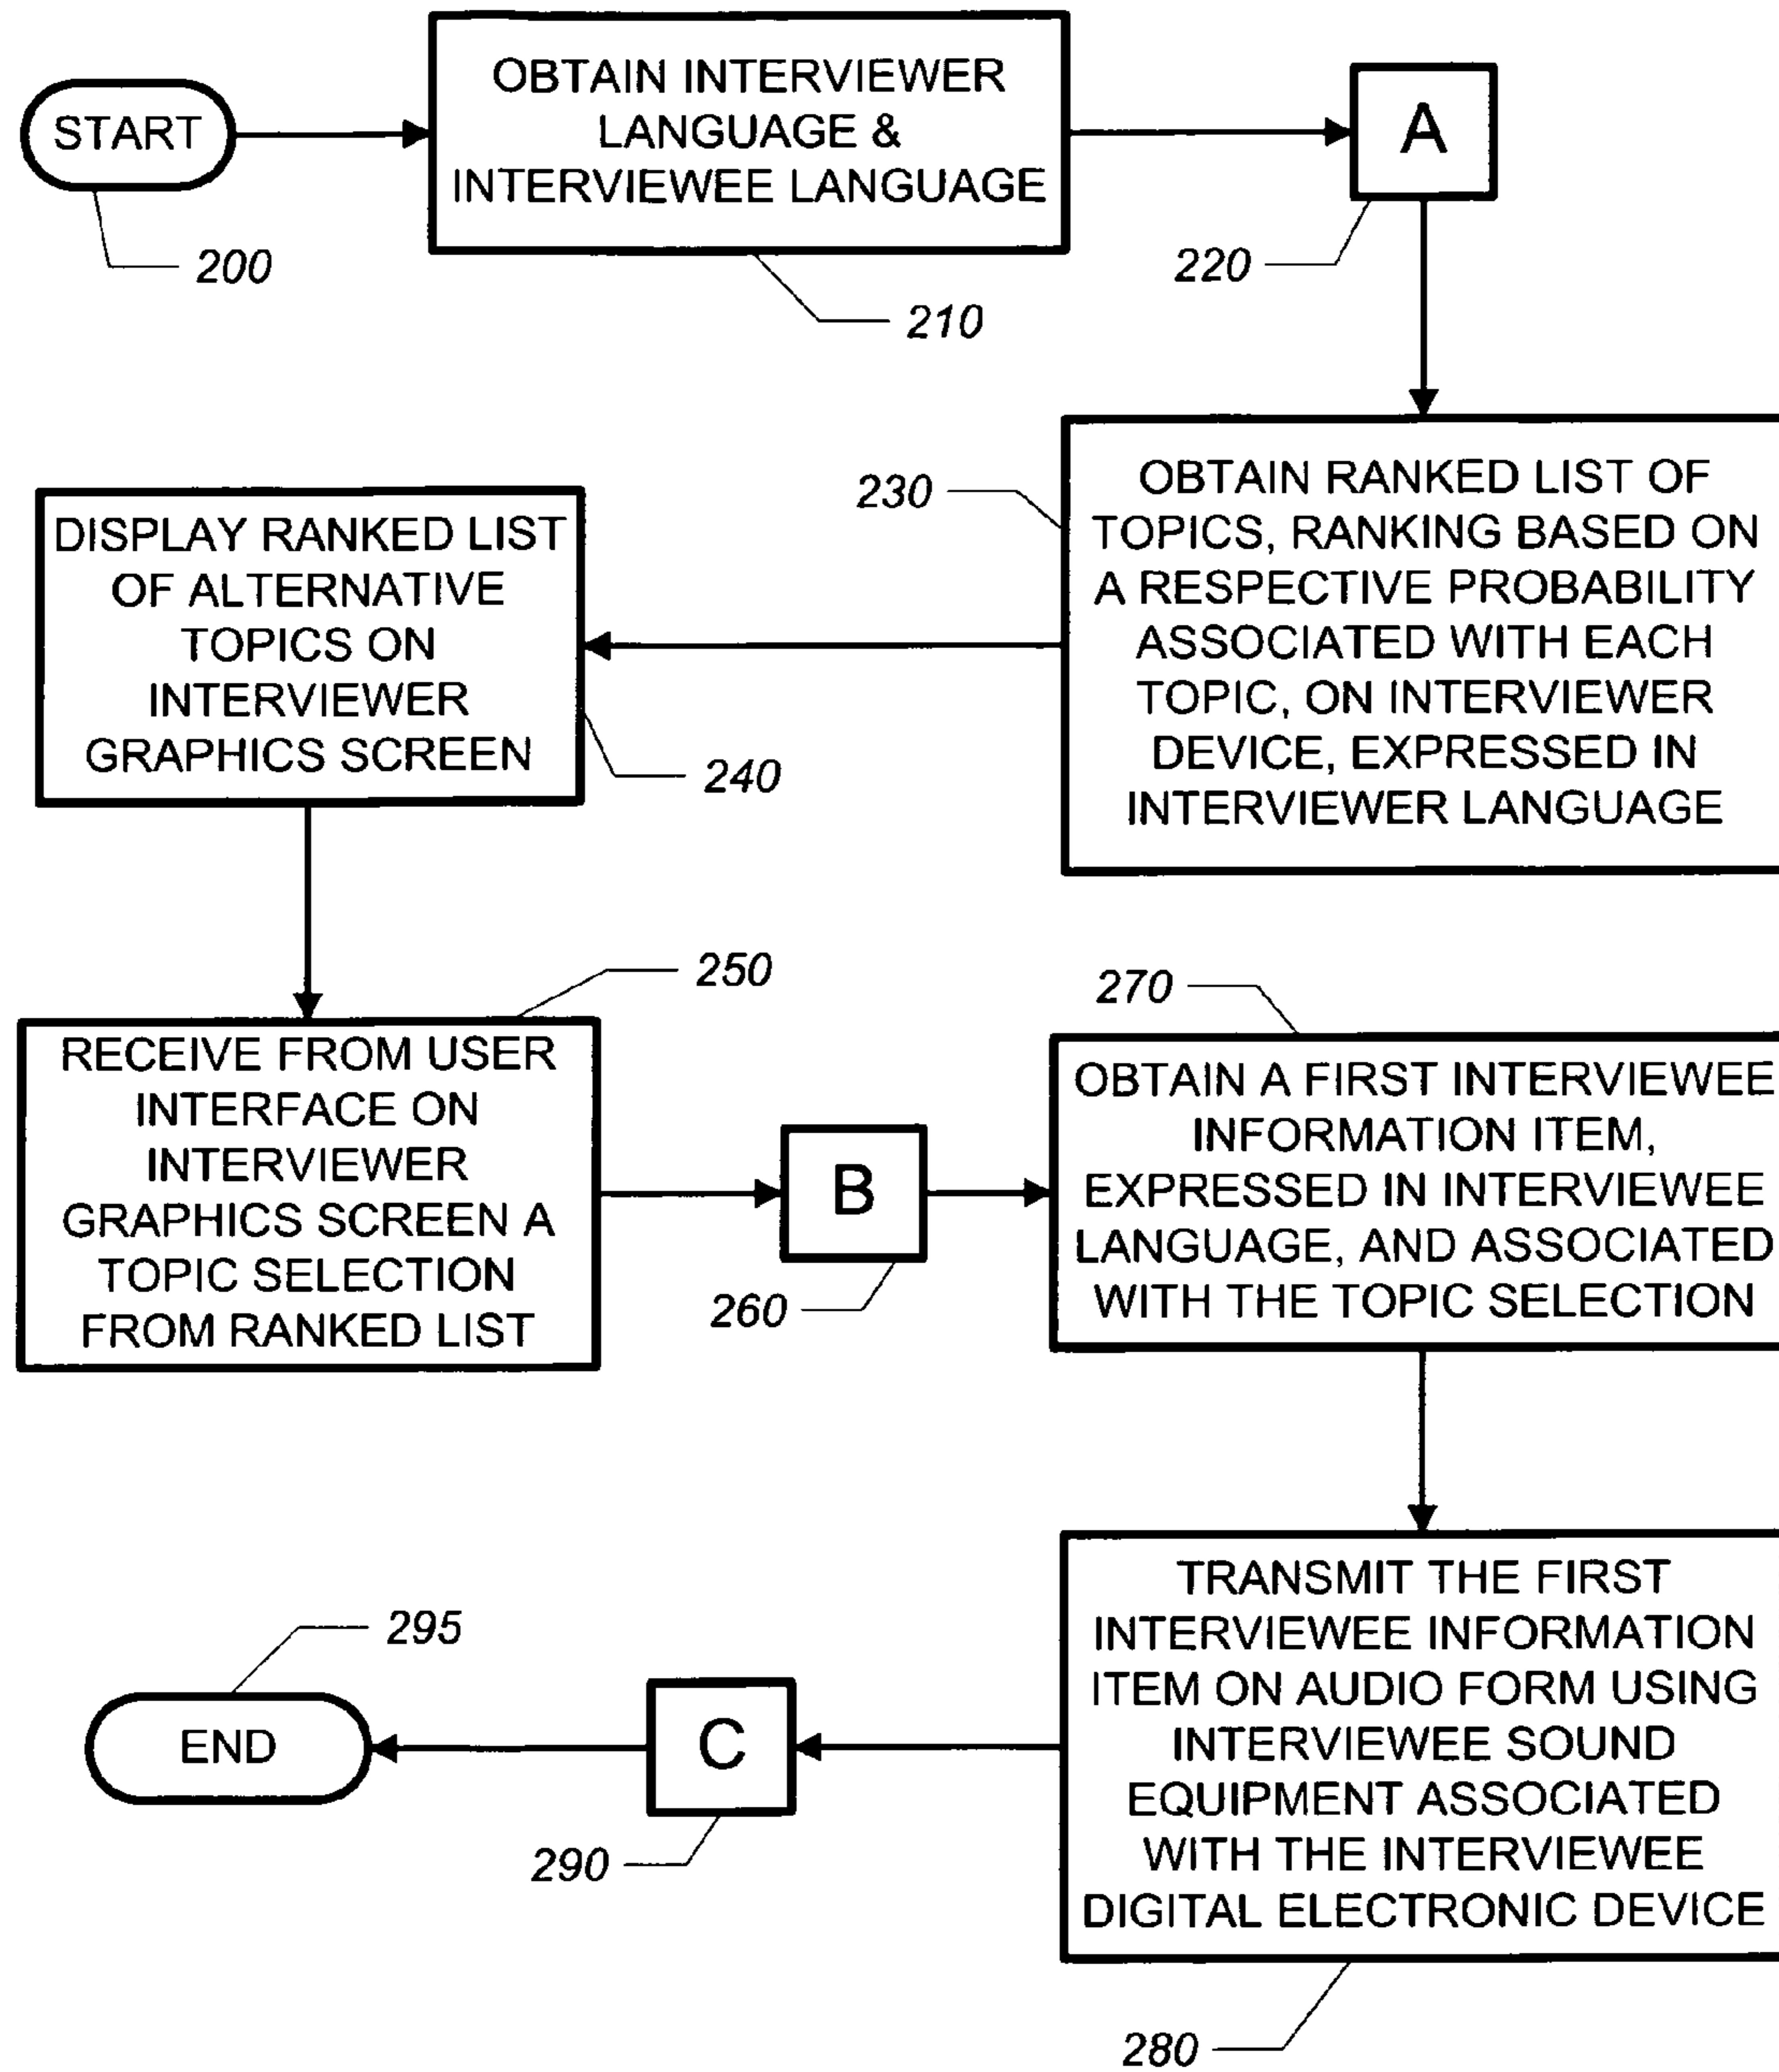 START
200
OBTAIN INTERVIEWER
LANGUAGE &
INTERVIEWEE LANGUAGE
210
A
220
230
OBTAIN RANKED LIST OF
TOPICS, RANKING BASED ON
A RESPECTIVE PROBABILITY
ASSOCIATED WITH EACH
TOPIC, ON INTERVIEWER
DEVICE, EXPRESSED IN
INTERVIEWER LANGUAGE
DISPLAY RANKED LIST
OF ALTERNATIVE
TOPICS ON
INTERVIEWER
GRAPHICS SCREEN
240
250
RECEIVE FROM USER
INTERFACE ON
INTERVIEWER
GRAPHICS SCREEN A
TOPIC SELECTION
FROM RANKED LIST
B
260
270
OBTAIN A FIRST INTERVIEWEE
INFORMATION ITEM,
EXPRESSED IN INTERVIEWEE
LANGUAGE, AND ASSOCIATED
WITH THE TOPIC SELECTION
TRANSMIT THE FIRST
INTERVIEWEE INFORMATION
ITEM ON AUDIO FORM USING
INTERVIEWEE SOUND
EQUIPMENT ASSOCIATED
WITH THE INTERVIEWEE
DIGITAL ELECTRONIC DEVICE
280
C
290
295
END